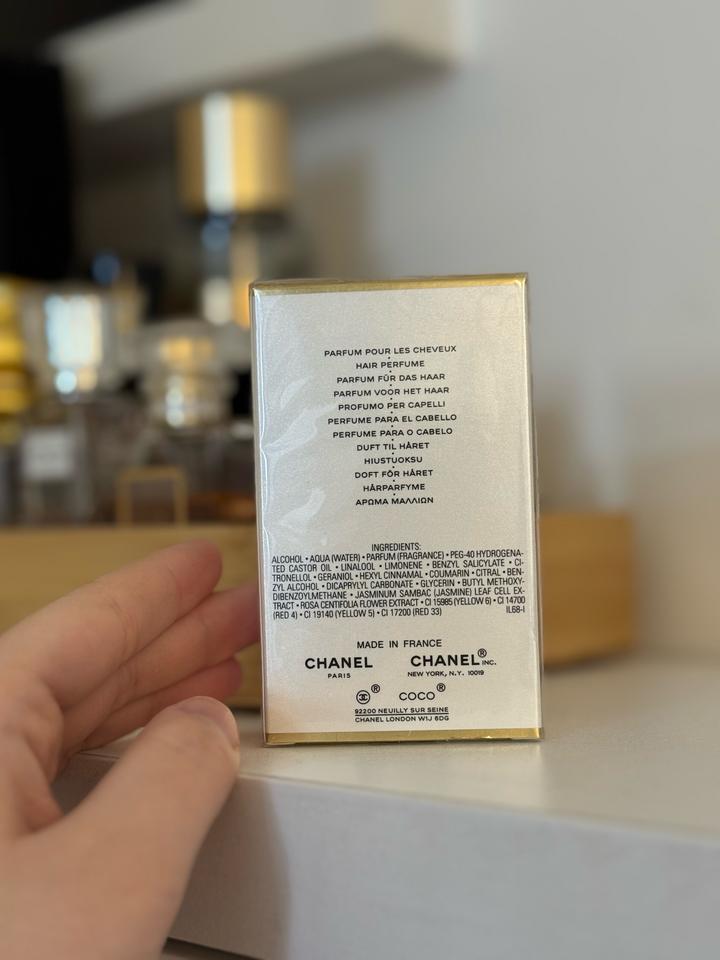 PARFUM POUR LES CHEVEUX
•
HAIR PERFUME
•
PARFUM FÜR DAS HAAR
•
PARFUM VOOR HET HAAR
•
PROFUMO PER CAPELLI
•
PERFUME PARA EL CABELLO
•
PERFUME PARA O CABELO
•
DUFT TIL HÅRET
•
HIUSTUOKSU
•
DOFT FÖR HÅRET
•
HÅRPARFYME
•
ΑΡΩΜΑ ΜΑΛΛΙΩΝ
INGREDIENTS:
ALCOHOL • AQUA (WATER) • PARFUM (FRAGRANCE) • PEG-40 HYDROGENA-
TED CASTOR OIL • LINALOOL • LIMONENE • BENZYL SALICYLATE • CI-
TRONELLOL • GERANIOL • HEXYL CINNAMAL • COUMARIN • CITRAL • BEN-
ZYL ALCOHOL • DICAPRYLYL CARBONATE • GLYCERIN • BUTYL METHOXY-
DIBENZOYLMETHANE • JASMINUM SAMBAC (JASMINE) LEAF CELL EX-
TRACT • ROSA CENTIFOLIA FLOWER EXTRACT • CI 15985 (YELLOW 6) • CI 14700
(RED 4) • CI 19140 (YELLOW 5) • CI 17200 (RED 33) IL68-I
MADE IN FRANCE
CHANEL CHANEL® INC.
PARIS NEW YORK, N.Y. 10019
® COCO®
92200 NEUILLY SUR SEINE
CHANEL LONDON W1J 6DG